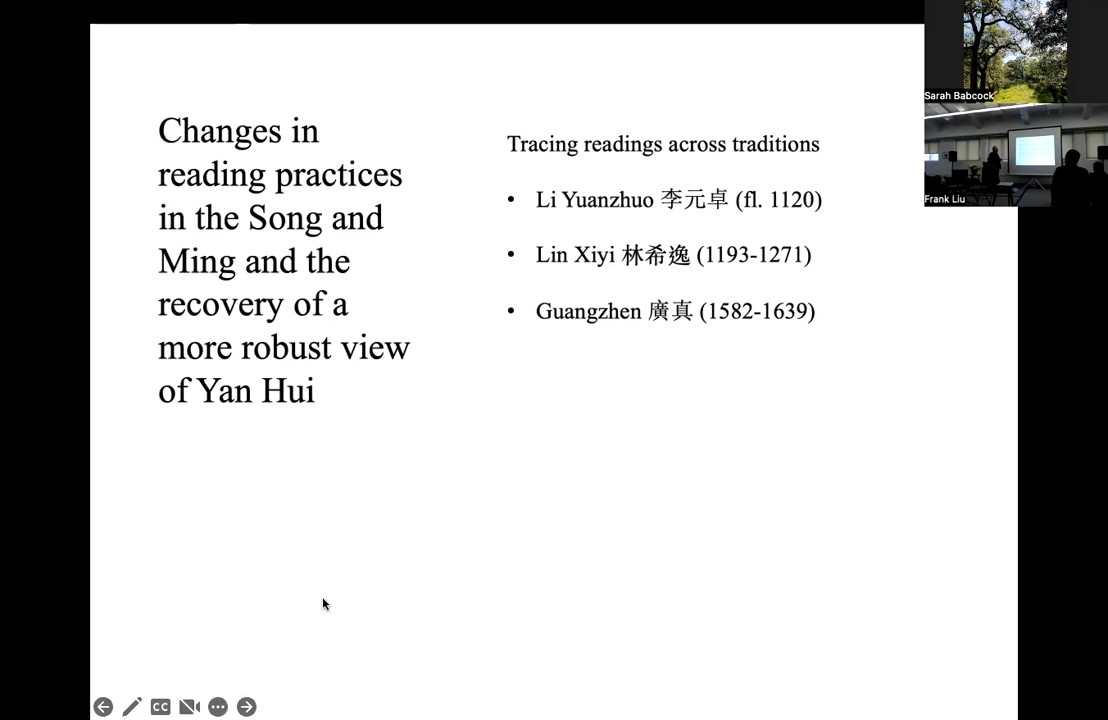 Changes in
reading practices
in the Song and
Ming and the
recovery of a
more robust view
of Yan Hui
Tracing readings across traditions
• Li Yuanzhuo 李元卓 (fl. 1120)
• Lin Xiyi 林希逸 (1193-1271)
• Guangzhen 廣真 (1582-1639)
Sarah Babcock
Frank Liu
CC